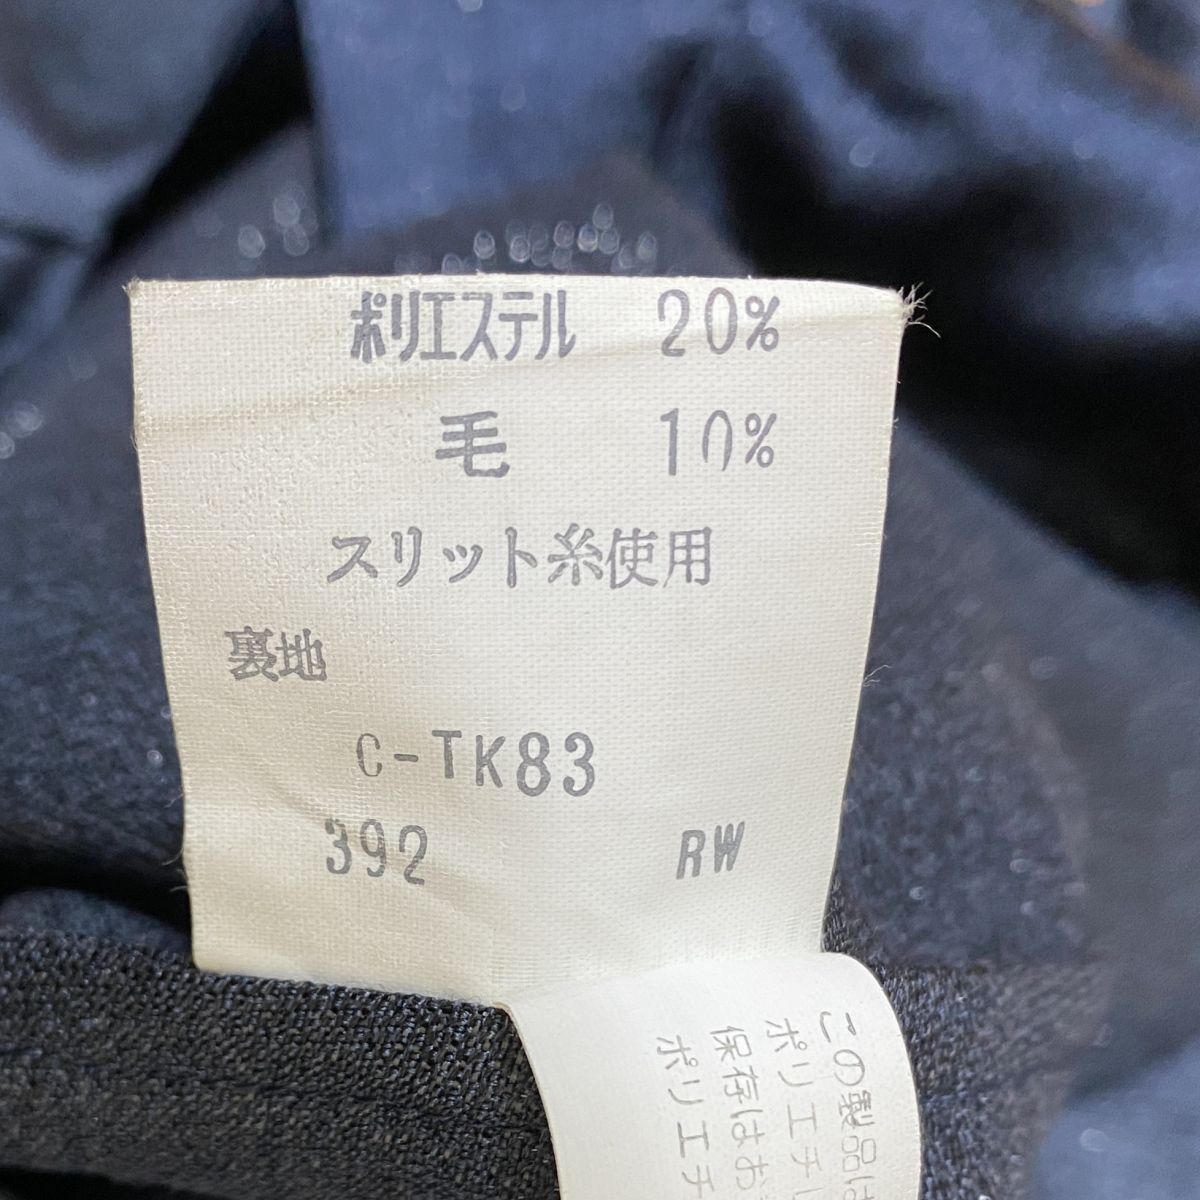 ポリエステル 20%
毛 10%
スリット糸使用
裏地
C-TK83
392 RW
この製品は
ポリエチレ
保存はお
ポリエチ